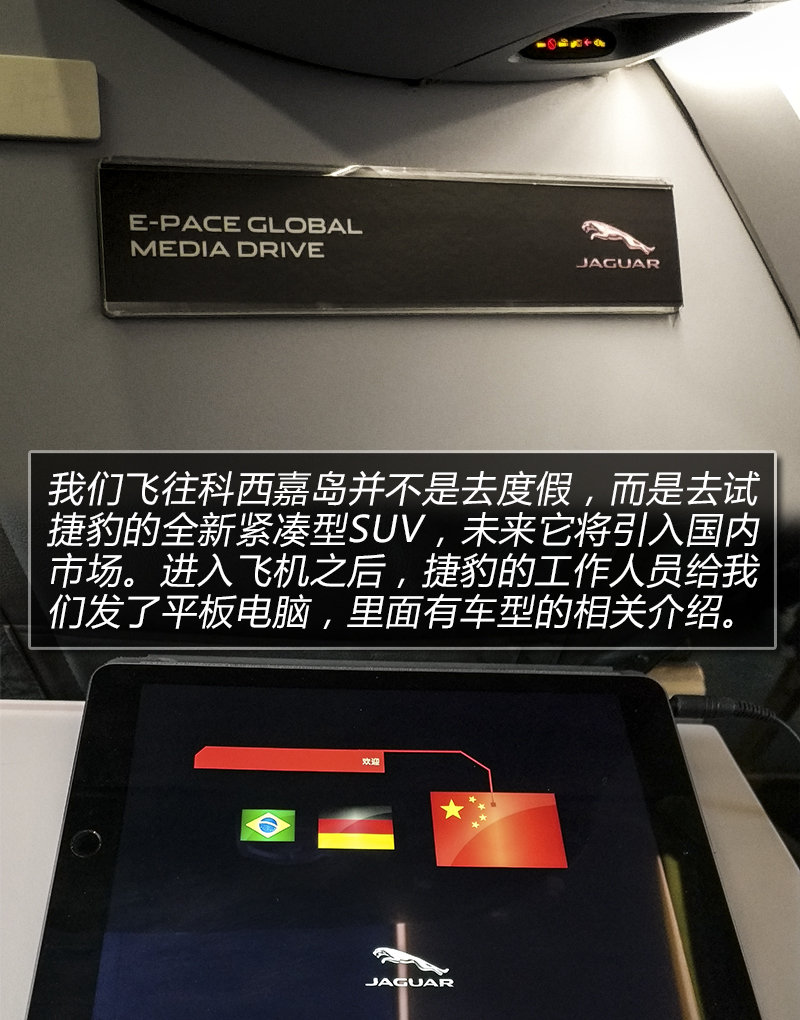 E-PACE GLOBAL
MEDIA DRIVE
JAGUAR
我们飞往科西嘉岛并不是去度假，而是去试
捷豹的全新紧凑型SUV，未来它将引入国内
市场。进入飞机之后，捷豹的工作人员给我
们发了平板电脑，里面有车型的相关介绍。
欢迎
JAGUAR